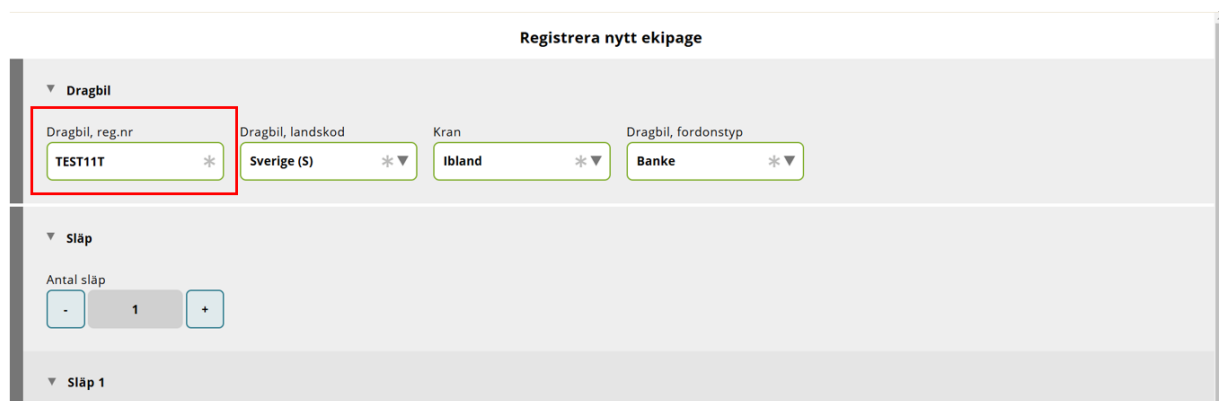 Registrera nytt ekipage
Dragbil
Dragbil, reg.nr Dragbil, landskod Kran Dragbil, fordonstyp
TEST11T * Sverige (S) * Ibland * Banke *
Släp
Antal släp
- 1 +
Släp 1